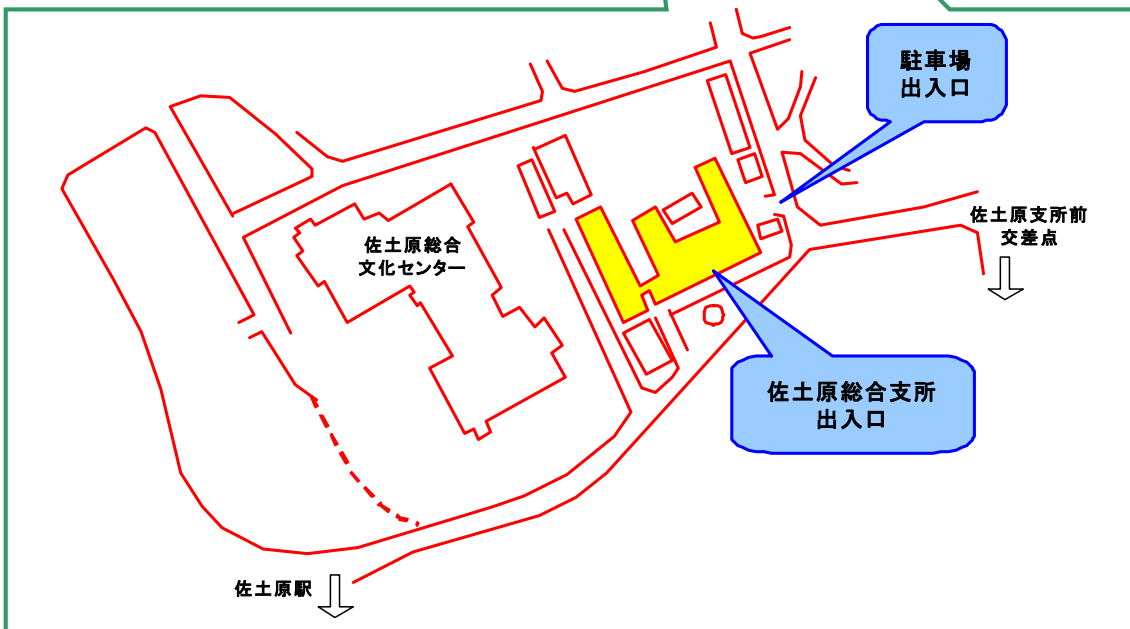 駐車場
出入口
佐土原支所前
交差点
佐土原総合
文化センター
佐土原総合支所
出入口
佐土原駅